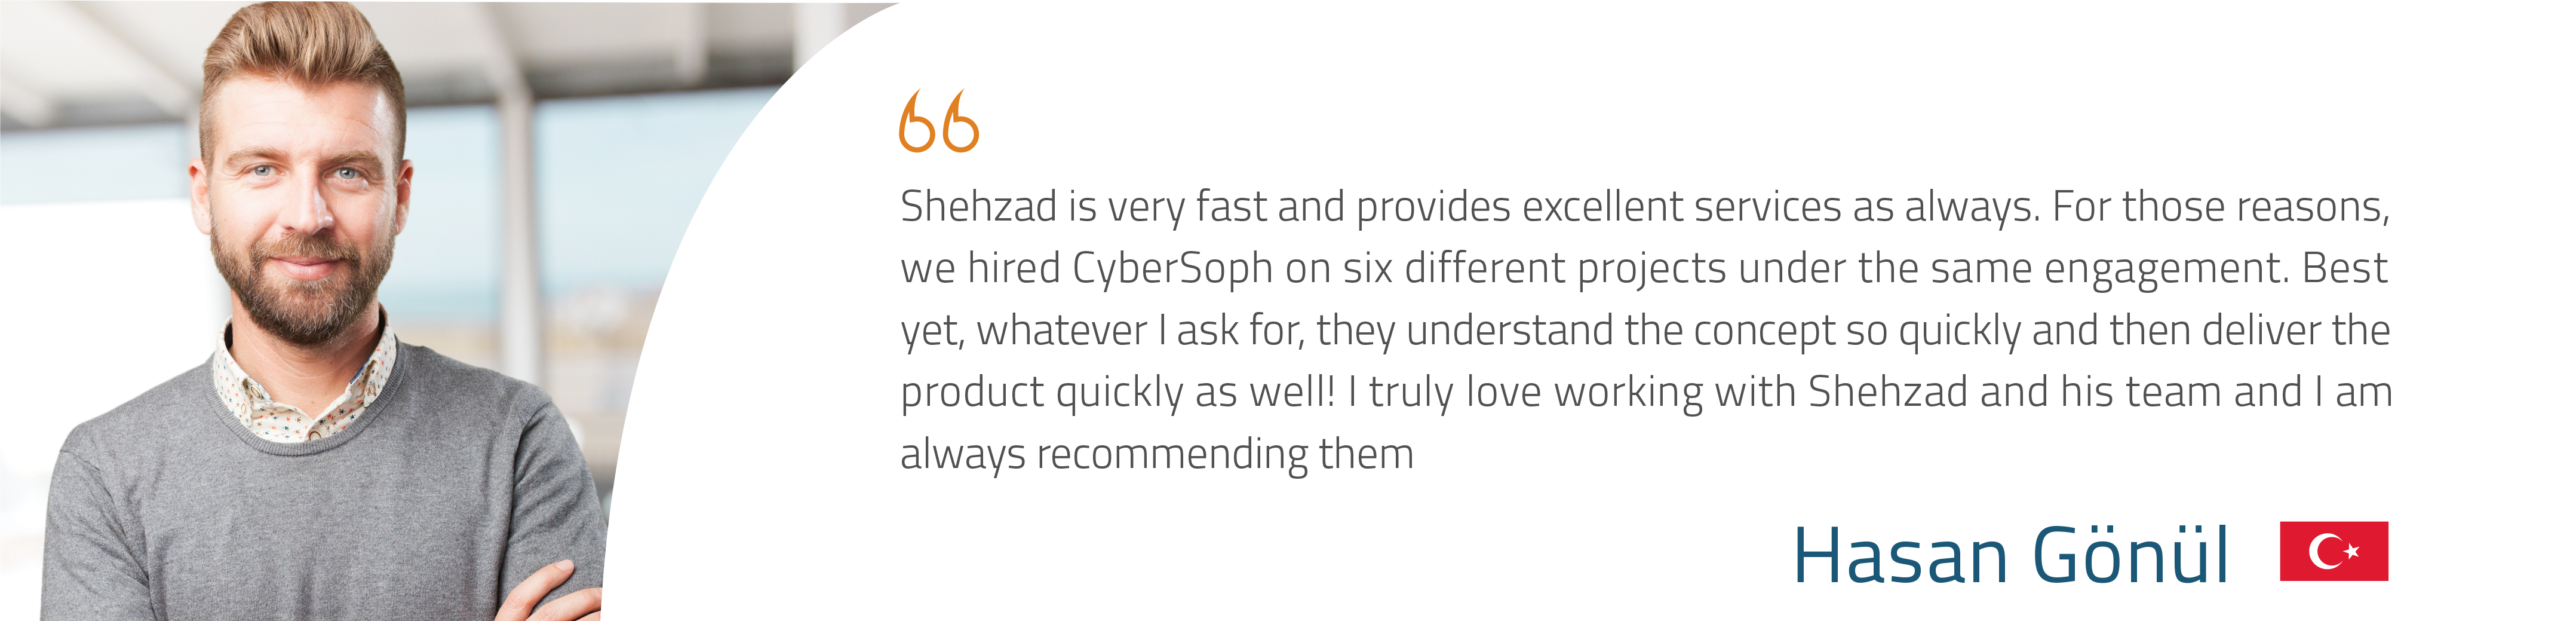 Shehzad is very fast and provides excellent services as always. For those reasons,
we hired CyberSoph on six different projects under the same engagement. Best
yet, whatever I ask for, they understand the concept so quickly and then deliver the
product quickly as well! I truly love working with Shehzad and his team and I am
always recommending them
Hasan Gönül